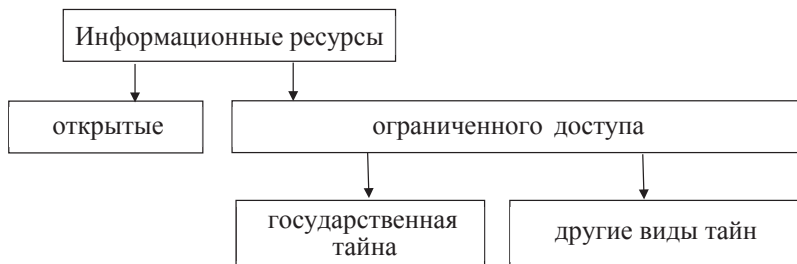 Информационные ресурсы
открытые
ограниченного доступа
государственная
тайна
другие виды тайн